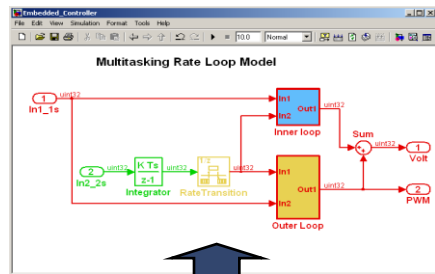 Embedded_Controller
File Edit View Simulation Format Tools Help
10.0 Normal
Multitasking Rate Loop Model
1
In1_1s
uint32
In1
In2
Out1
Inner loop
uint32
2
In2_2s
uint32
K Ts
z-1
Integrator
uint32
RateTransition
uint32
In1
In2
Out1
Outer Loop
uint32
Sum
uint32
1
Volt
2
PWM